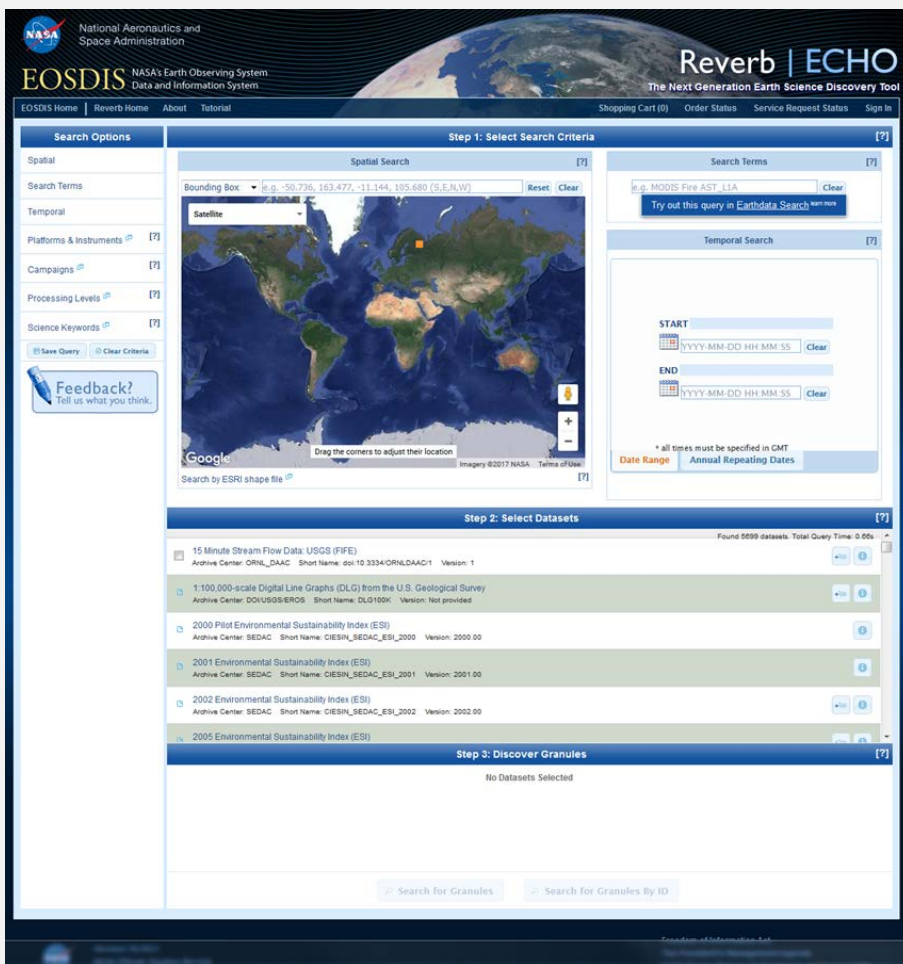 NASA
National Aeronautics and
Space Administration
EOSDIS NASA's Earth Observing System
Data and Information System
Reverb | ECHO
The Next Generation Earth Science Discovery Tool
EOSDIS Home | Reverb Home About Tutorial
Shopping Cart (0) Order Status Service Request Status Sign In
Search Options
Spatial
Search Terms
Temporal
Platforms & Instruments [?]
Campaigns [?]
Processing Levels [?]
Science Keywords [?]
Save Query Clear Criteria
Feedback?
Tell us what you think.
Step 1: Select Search Criteria [?]
Spatial Search [?]
Bounding Box e.g. -50.736, 163.477, -11.144, 105.680 (S,E,N,W) Reset Clear
Satellite
+
−
Drag the corners to adjust their location
Google
Imagery ©2017 NASA Terms of Use
Search by ESRI shape file [?]
Search Terms [?]
e.g. MODIS Fire AST_L1A Clear
Try out this query in Earthdata Search learn more
Temporal Search [?]
START
YYYY-MM-DD HH:MM:SS Clear
END
YYYY-MM-DD HH:MM:SS Clear
* all times must be specified in GMT
Date Range Annual Repeating Dates
Step 2: Select Datasets [?]
Found 5699 datasets. Total Query Time: 0.66s
15 Minute Stream Flow Data: USGS (FIFE)
Archive Center: ORNL_DAAC Short Name: doi:10.3334/ORNLDAAC/1 Version: 1
1:100,000-scale Digital Line Graphs (DLG) from the U.S. Geological Survey
Archive Center: DOI/USGS/EROS Short Name: DLG100K Version: Not provided
2000 Pilot Environmental Sustainability Index (ESI)
Archive Center: SEDAC Short Name: CIESIN_SEDAC_ESI_2000 Version: 2000.00
2001 Environmental Sustainability Index (ESI)
Archive Center: SEDAC Short Name: CIESIN_SEDAC_ESI_2001 Version: 2001.00
2002 Environmental Sustainability Index (ESI)
Archive Center: SEDAC Short Name: CIESIN_SEDAC_ESI_2002 Version: 2002.00
2005 Environmental Sustainability Index (ESI)
Step 3: Discover Granules [?]
No Datasets Selected
Search for Granules Search for Granules By ID
Freedom of Information Act